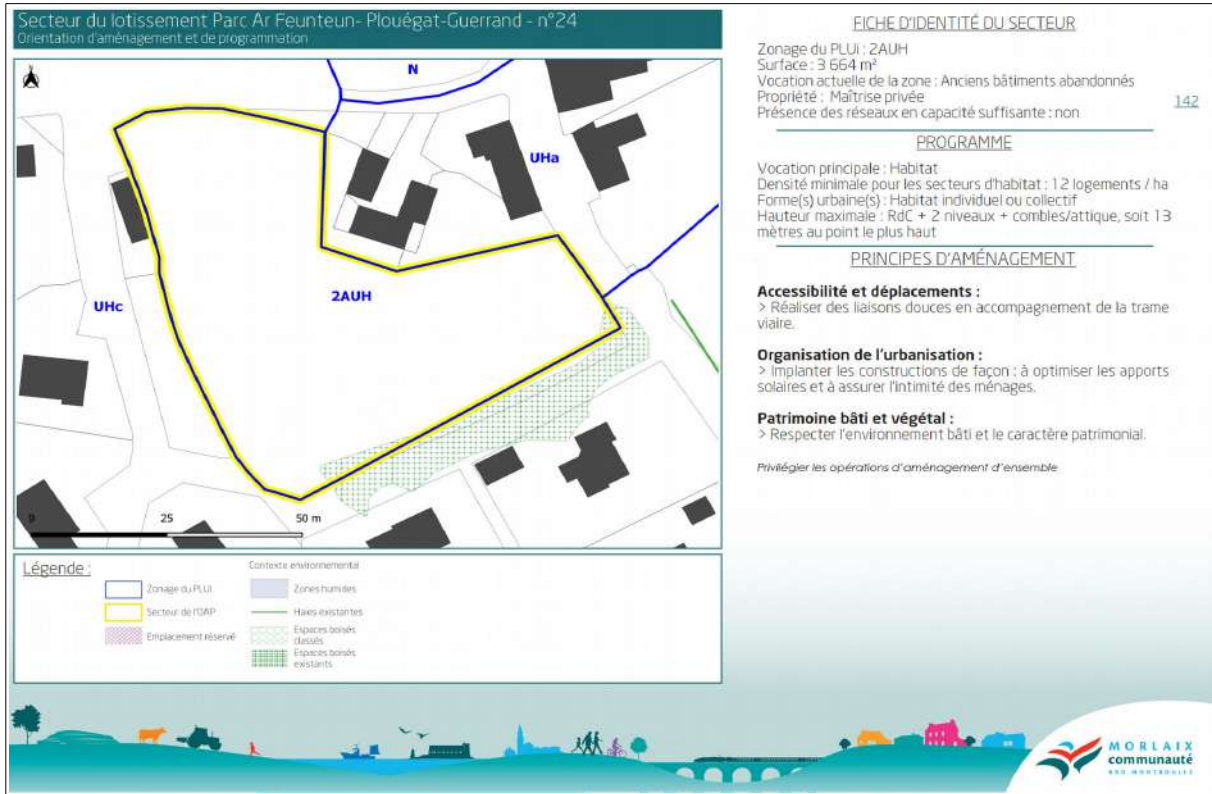 Secteur du lotissement Parc Ar Feunteun- Plouégat-Guerrand - n°24
Orientation d'aménagement et de programmation
N
UHa
2AUH
UHc
0
25
50 m
Légende :
Zonage du PLUi
Secteur de l'OAP
Emplacement réservé
Contexte environnemental
Zones humides
Haies existantes
Espaces boisés
classés
Espaces boisés
existants
FICHE D'IDENTITÉ DU SECTEUR
Zonage du PLUi : 2AUH
Surface : 3 664 m²
Vocation actuelle de la zone : Anciens bâtiments abandonnés
Propriété : Maîtrise privée
Présence des réseaux en capacité suffisante : non
142
PROGRAMME
Vocation principale : Habitat
Densité minimale pour les secteurs d'habitat : 12 logements / ha
Forme(s) urbaine(s) : Habitat individuel ou collectif
Hauteur maximale : RdC + 2 niveaux + combles/attique, soit 13
mètres au point le plus haut
PRINCIPES D'AMÉNAGEMENT
Accessibilité et déplacements :
> Réaliser des liaisons douces en accompagnement de la trame
viaire.
Organisation de l'urbanisation :
> Implanter les constructions de façon : à optimiser les apports
solaires et à assurer l'intimité des ménages.
Patrimoine bâti et végétal :
> Respecter l'environnement bâti et le caractère patrimonial.
Privilégier les opérations d'aménagement d'ensemble
MORLAIX
communauté
BRO MONTROULEZ